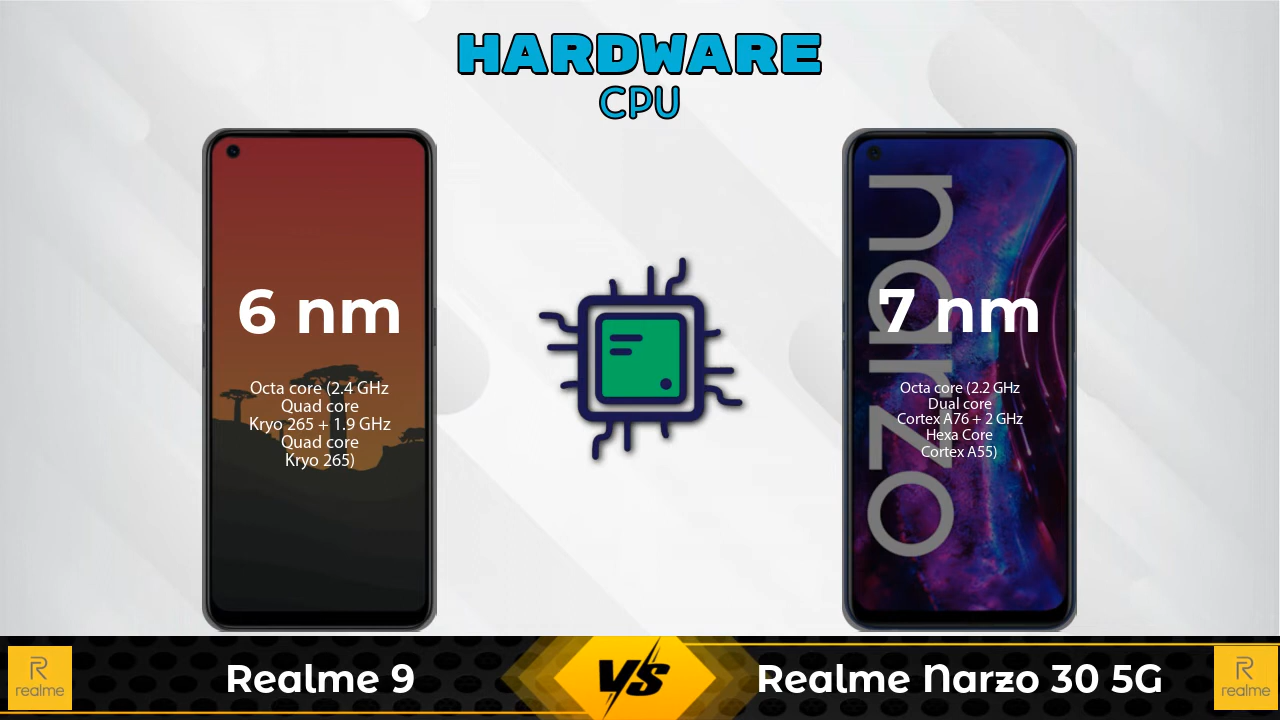 HARDWARE
CPU
6 nm
Octa core (2.4 GHz
Quad core
Kryo 265 + 1.9 GHz
Quad core
Kryo 265)
narzo
7 nm
Octa core (2.2 GHz
Dual core
Cortex A76 + 2 GHz
Hexa Core
Cortex A55)
R
realme
Realme 9
VS
Realme Narzo 30 5G
R
realme